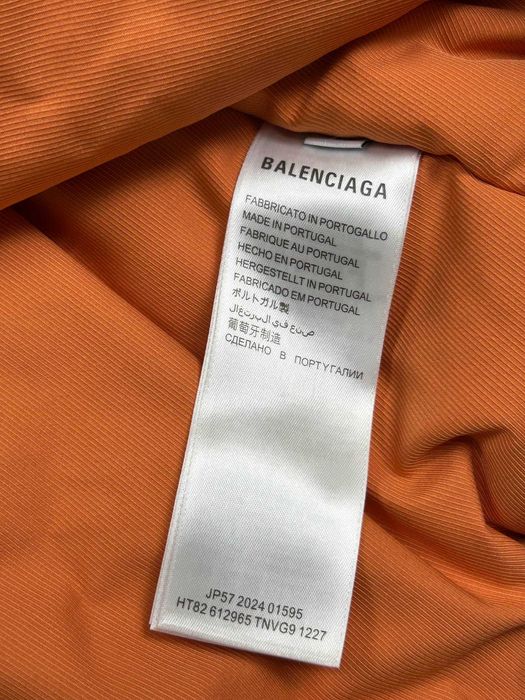 BALENCIAGA
FABBRICATO IN PORTOGALLO
MADE IN PORTUGAL
FABRIQUE AU PORTUGAL
HECHO EN PORTUGAL
HERGESTELLT IN PORTUGAL
FABRICADO EM PORTUGAL
ポルトガル製
صنع في البرتغال
葡萄牙制造
СДЕЛАНО В ПОРТУГАЛИИ
JP57 2024 01595
HT82 612965 TNVG9 1227